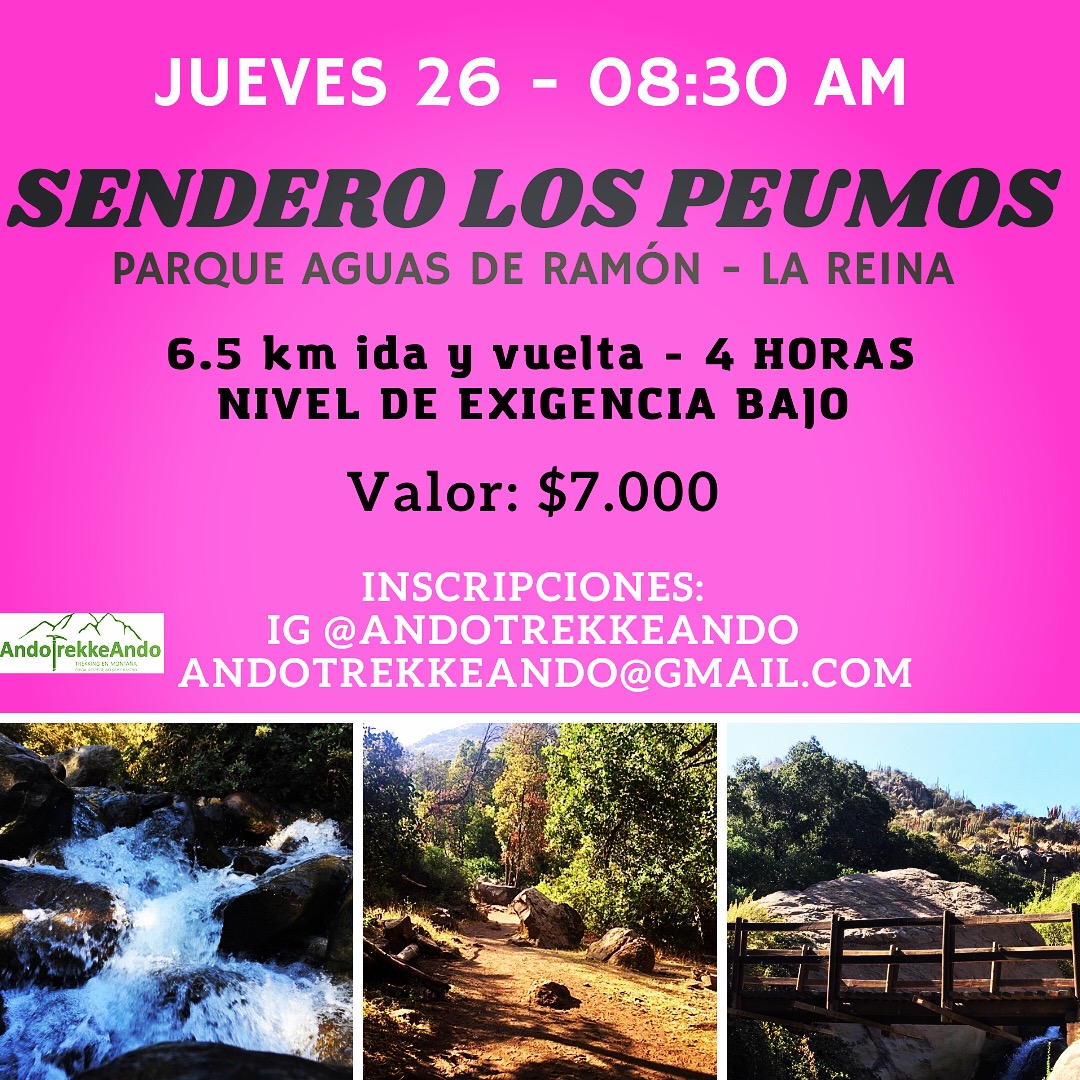 JUEVES 26 - 08:30 AM
SENDERO LOS PEUMOS
PARQUE AGUAS DE RAMÓN - LA REINA
6.5 km ida y vuelta - 4 HORAS
NIVEL DE EXIGENCIA BAJO
Valor: $7.000
INSCRIPCIONES:
IG @ANDOTREKKEANDO
ANDOTREKKEANDO@GMAIL.COM
AndoTrekkeAndo
TREKKING EN MONTAÑA